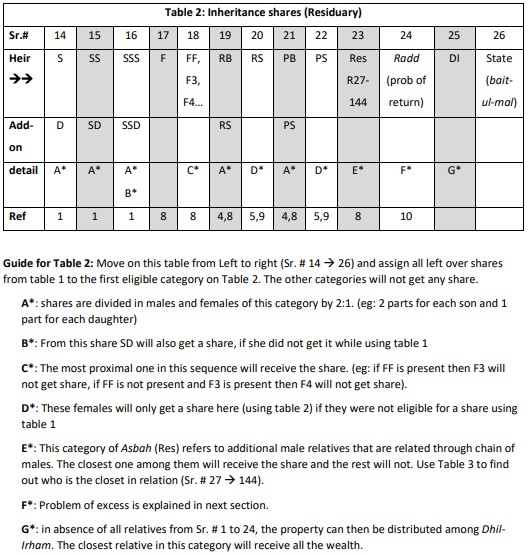 Table 2: Inheritance shares (Residuary)
Sr.# 14 15 16 17 18 19 20 21 22 23 24 25 26
Heir →→ S SS SSS F FF, F3, F4... RB RS PB PS Res R27-144 Radd (prob of return) DI State (bait-ul-mal)
Add-on D SD SSD RS PS
detail A* A* A* B* C* A* D* A* D* E* F* G*
Ref 1 1 1 8 8 4,8 5,9 4,8 5,9 8 10
Guide for Table 2: Move on this table from Left to right (Sr. # 14 → 26) and assign all left over shares
from table 1 to the first eligible category on Table 2. The other categories will not get any share.
A*: shares are divided in males and females of this category by 2:1. (eg: 2 parts for each son and 1
part for each daughter)
B*: From this share SD will also get a share, if she did not get it while using table 1
C*: The most proximal one in this sequence will receive the share. (eg: if FF is present then F3 will
not get share, if FF is not present and F3 is present then F4 will not get share).
D*: These females will only get a share here (using table 2) if they were not eligible for a share using
table 1
E*: This category of Asbah (Res) refers to additional male relatives that are related through chain of
males. The closest one among them will receive the share and the rest will not. Use Table 3 to find
out who is the closet in relation (Sr. # 27 → 144).
F*: Problem of excess is explained in next section.
G*: in absence of all relatives from Sr. # 1 to 24, the property can then be distributed among Dhil-
Irham. The closest relative in this category will receive all the wealth.